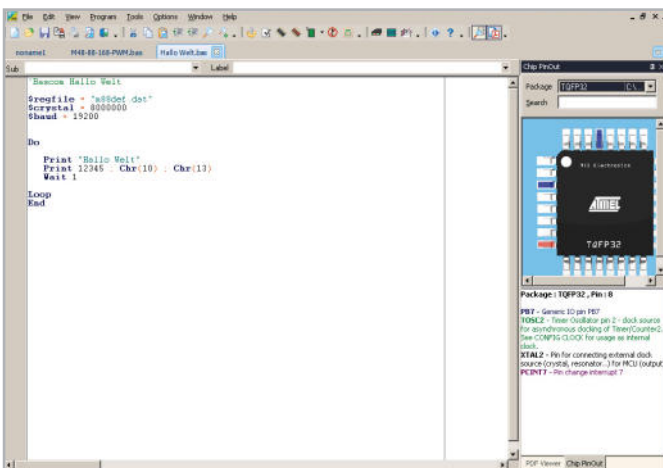 File Edit View Program Tools Options Window Help
noname1 M48-88-168-PWM.bas Hallo Welt.bas
Sub Label
'Bascom Hallo Welt
$regfile = "m88def.dat"
$crystal = 8000000
$baud = 19200
Do
Print "Hallo Welt"
Print 12345 ; Chr(10) ; Chr(13)
Wait 1
Loop
End
Chip PinOut
Package TQFP32
Search
MCS Electronics
ATMEL
TQFP32
Package : TQFP32 , Pin : 8
PB7 - Generic IO pin PB7
TOSC2 - Timer Oscillator pin 2 - clock source
for asynchronous clocking of Timer/Counter2.
See CONFIG CLOCK for usage as internal
clock.
XTAL2 - Pin for connecting external clock
source (crystal, resonator...) for MCU (output)
PCINT7 - Pin change interrupt 7
PDF Viewer Chip PinOut